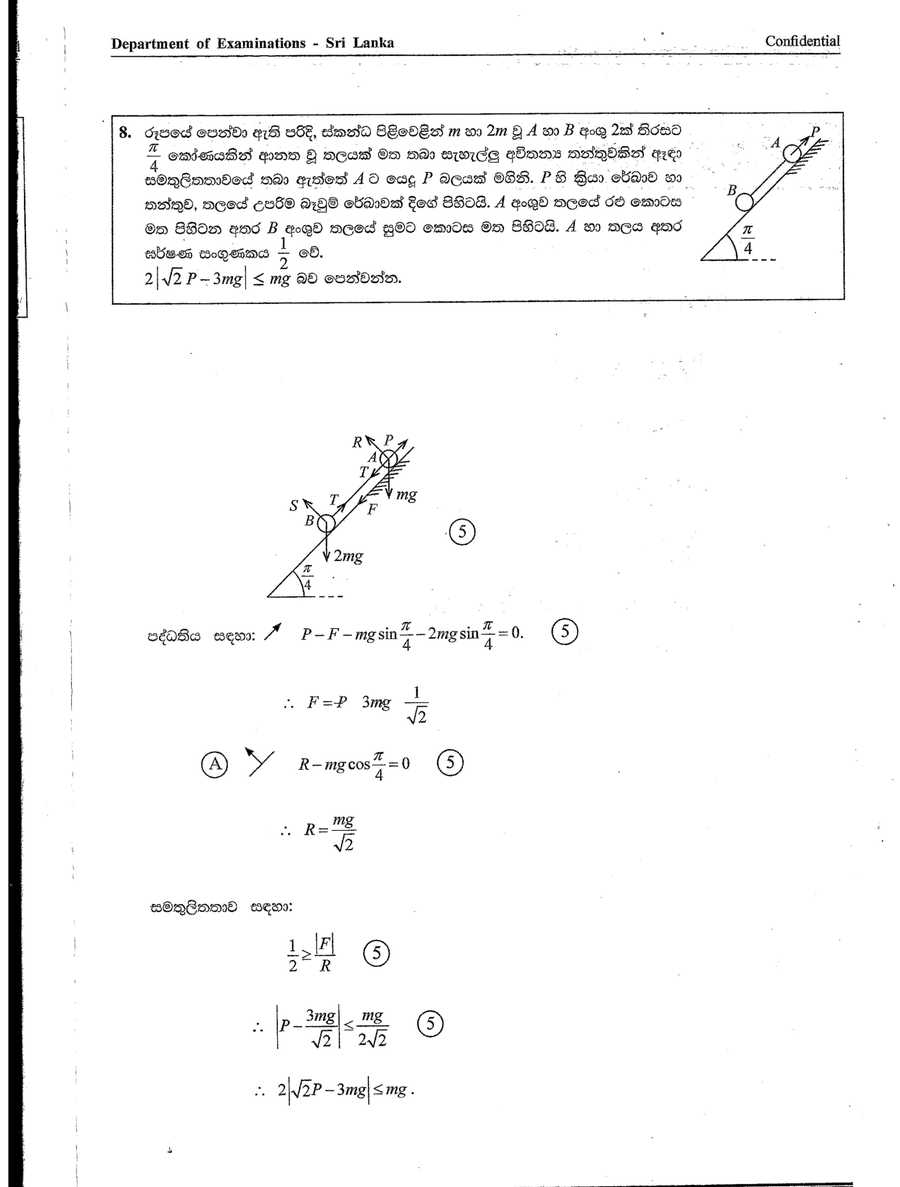 Department of Examinations - Sri Lanka
Confidential
8. රූපයේ පෙන්වා ඇති පරිදි, ස්කන්ධ පිළිවෙළින් m හා 2m වූ A හා B අංශු 2ක් තිරසට
π/4 කෝණයකින් ආනත වූ තලයක් මත තබා සැහැල්ලු අවිතන්‍ය තන්තුවකින් ඈඳා
සමතුලිතතාවයේ තබා ඇත්තේ A ට යෙදූ P බලයක් මගිනි. P හි ක්‍රියා රේඛාව හා
තන්තුව, තලයේ උපරිම බෑවුම් රේඛාවක් දිගේ පිහිටයි. A අංශුව තලයේ රළු කොටස
මත පිහිටන අතර B අංශුව තලයේ සුමට කොටස මත පිහිටයි. A හා තලය අතර
ඝර්ෂණ සංගුණකය 1/2 වේ.
2|√2 P − 3mg| ≤ mg බව පෙන්වන්න.
P
A
B
π/4
R P
A
T
mg
T
F
S
B
5
2mg
π/4
පද්ධතිය සඳහා: P − F − mg sin π/4 − 2mg sin π/4 = 0. 5
∴ F = P 3mg 1/√2
A R − mg cos π/4 = 0 5
∴ R = mg/√2
සමතුලිතතාව සඳහා:
1/2 ≥ |F|/R 5
∴ |P − 3mg/√2| ≤ mg/2√2 5
∴ 2|√2P − 3mg| ≤ mg .